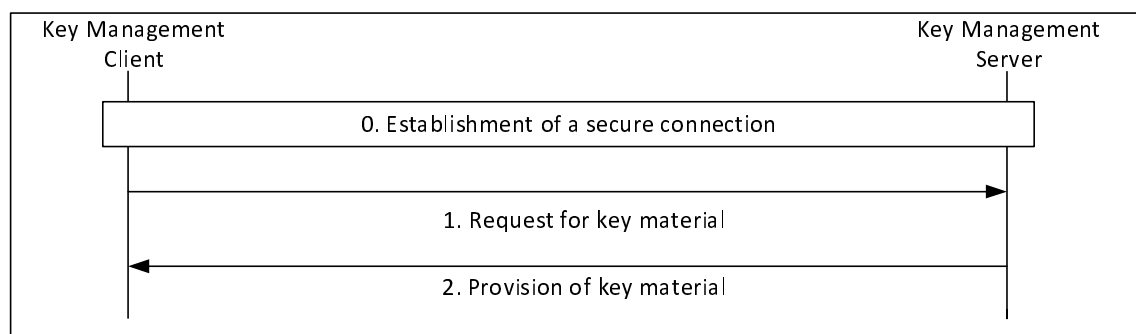 Key Management
Client
Key Management
Server
0. Establishment of a secure connection
1. Request for key material
2. Provision of key material